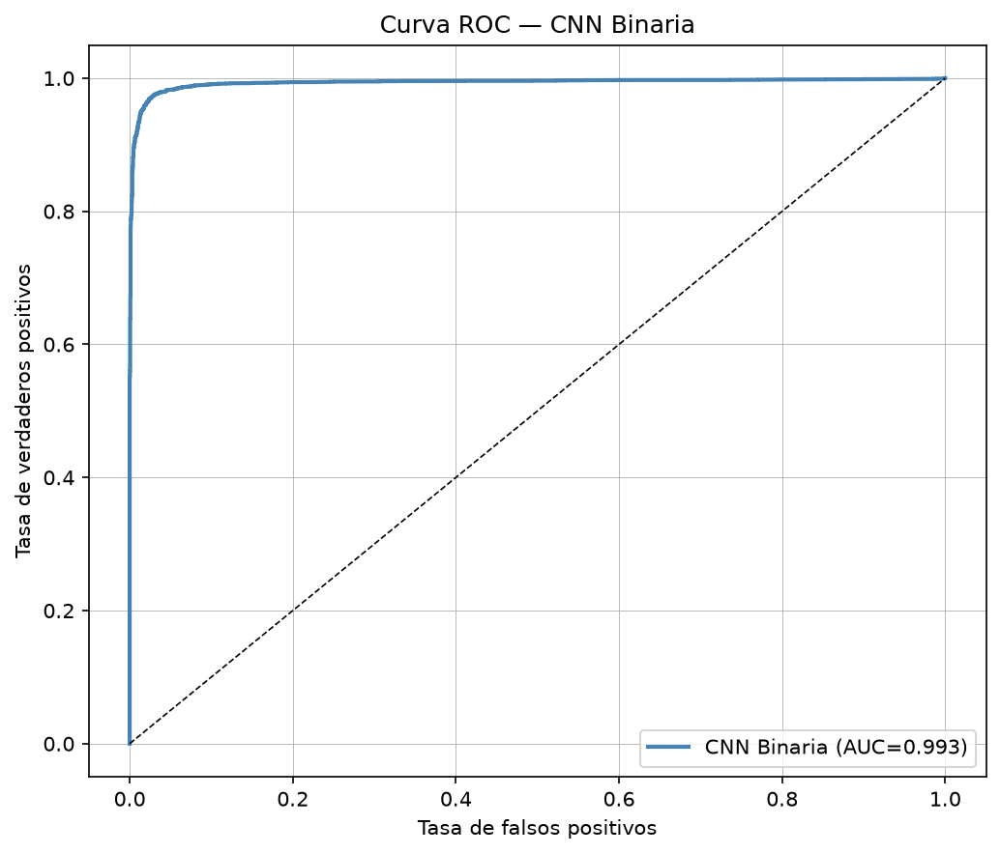 Curva ROC — CNN Binaria
1.0
0.8
0.6
0.4
0.2
0.0
Tasa de verdaderos positivos
CNN Binaria (AUC=0.993)
0.0 0.2 0.4 0.6 0.8 1.0
Tasa de falsos positivos